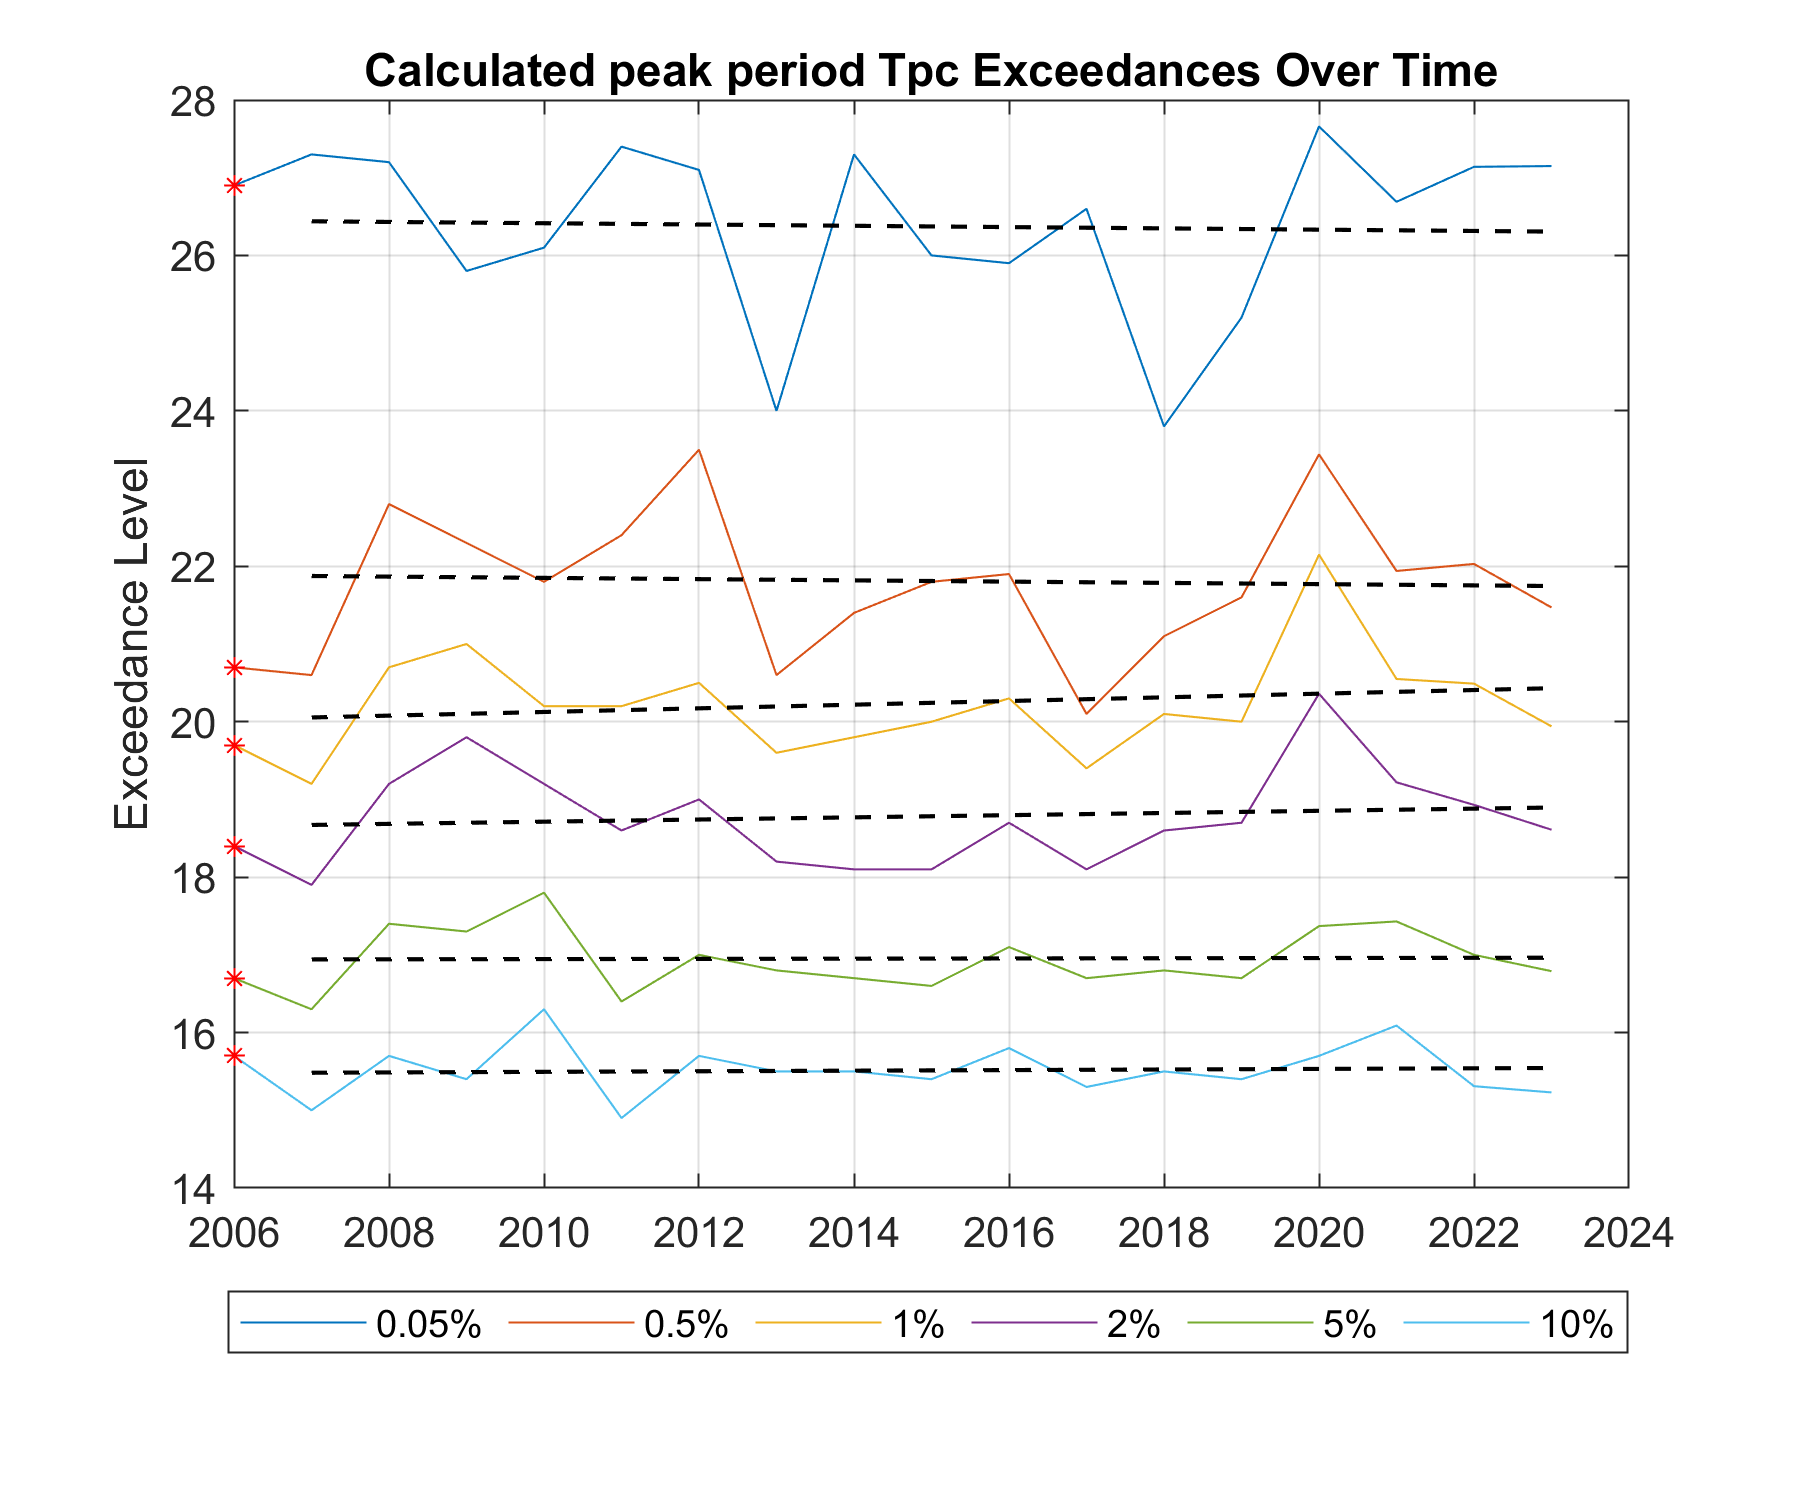 Calculated peak period Tpc Exceedances Over Time
28
26
24
22
20
18
16
14
Exceedance Level
2006 2008 2010 2012 2014 2016 2018 2020 2022 2024
0.05% 0.5% 1% 2% 5% 10%